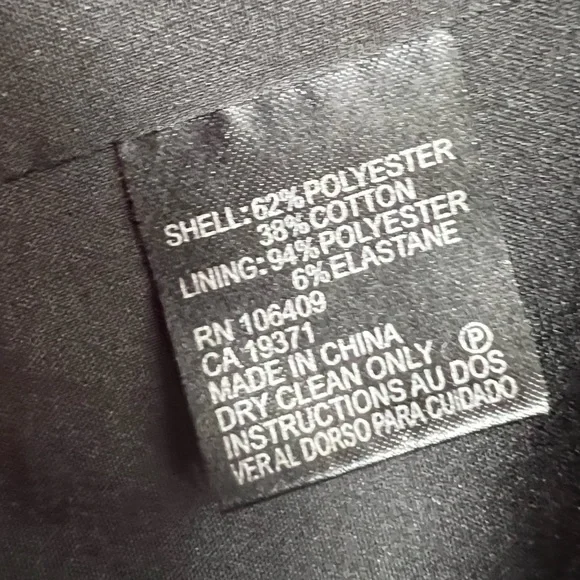 SHELL: 62% POLYESTER
38% COTTON
LINING: 94% POLYESTER
6% ELASTANE
RN 106409
CA 19371
MADE IN CHINA
DRY CLEAN ONLY Ⓟ
INSTRUCTIONS AU DOS
VER AL DORSO PARA CUIDADO